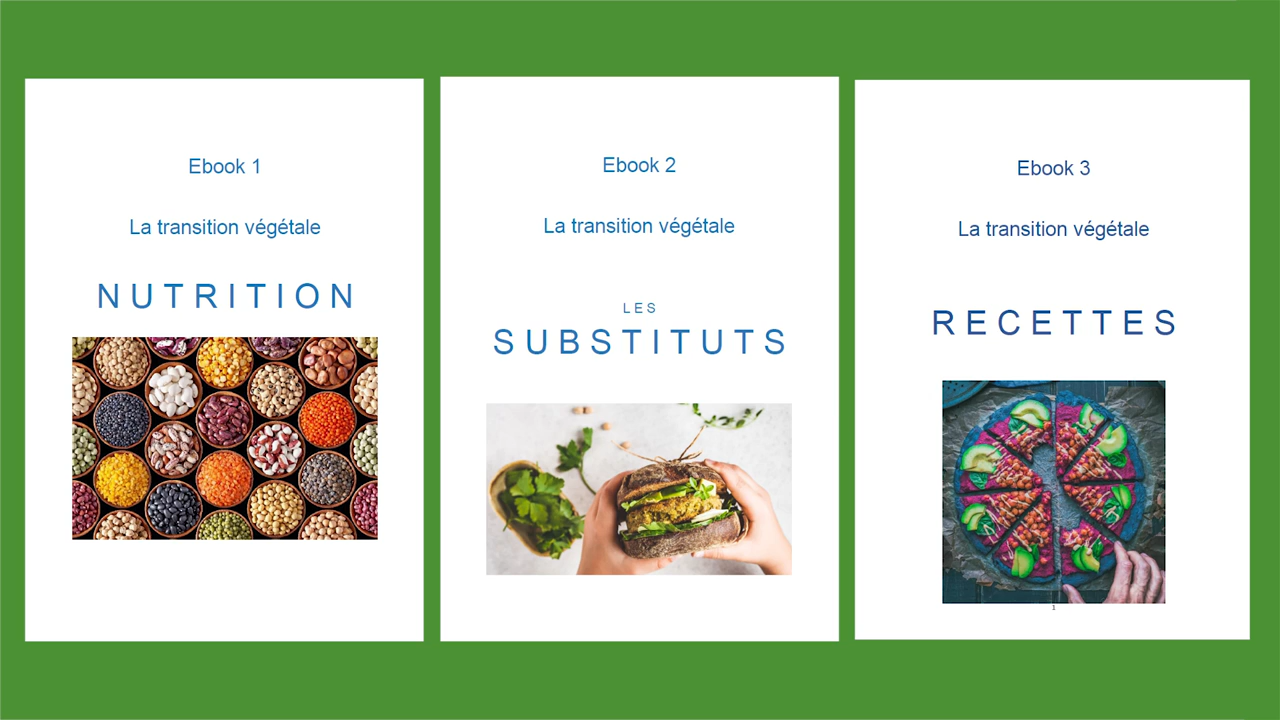 Ebook 1
La transition végétale
NUTRITION
Ebook 2
La transition végétale
LES
SUBSTITUTS
Ebook 3
La transition végétale
RECETTES
1